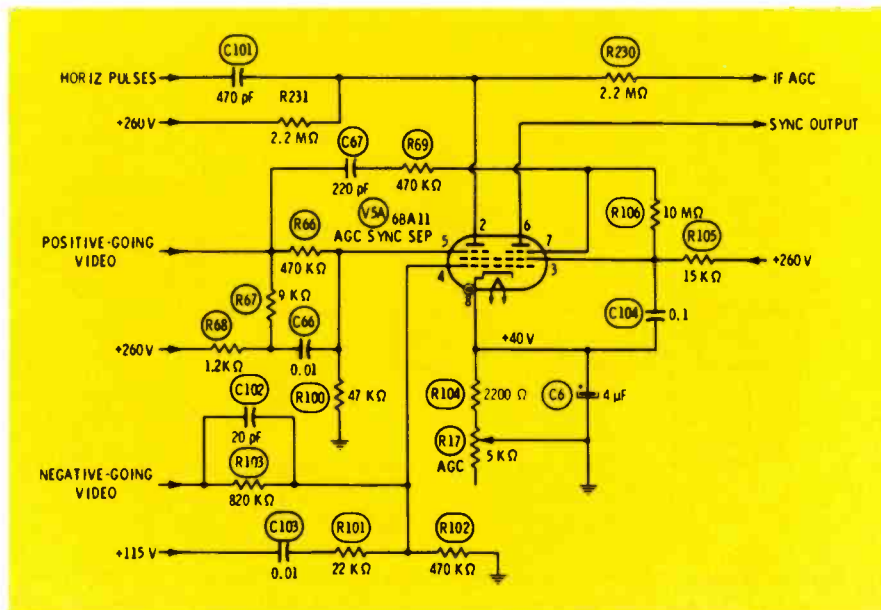 C101
R230
HORIZ PULSES
IF AGC
470 pF
R231
2.2 MΩ
+260 V
SYNC OUTPUT
2.2 MΩ
C67
R69
220 pF
470 KΩ
R106
10 MΩ
V5A
6BA11
AGC SYNC SEP
2
6
R66
5
7
R105
POSITIVE-GOING
VIDEO
470 KΩ
4
3
+260 V
15 KΩ
R67
9 KΩ
8
C104
0.1
R68
C66
+260 V
+40 V
1.2K Ω
0.01
C102
R100
47 KΩ
R104
2200 Ω
C6
+
4 μF
20 pF
R17
AGC
5 KΩ
R103
NEGATIVE-GOING
VIDEO
820 KΩ
C103
R101
R102
+115 V
0.01
22 KΩ
470 KΩ